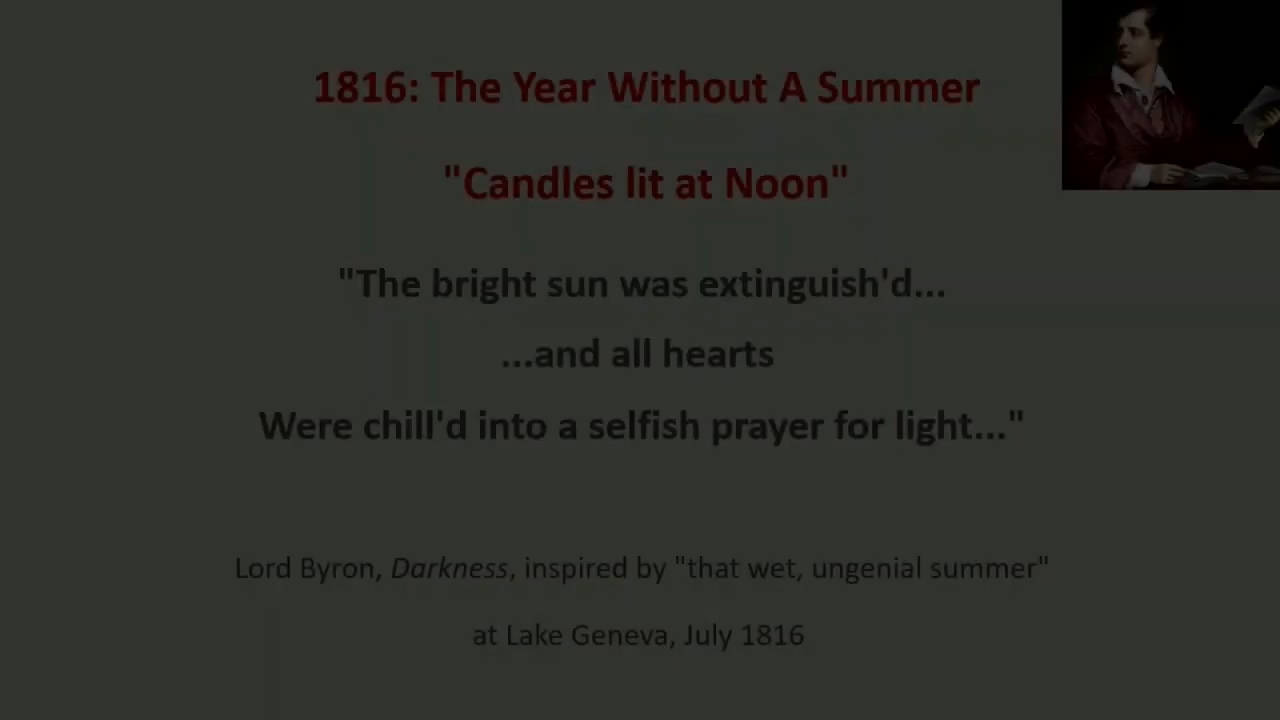 1816: The Year Without A Summer
"Candles lit at Noon"
"The bright sun was extinguish'd...
...and all hearts
Were chill'd into a selfish prayer for light..."
Lord Byron, Darkness, inspired by "that wet, ungenial summer"
at Lake Geneva, July 1816